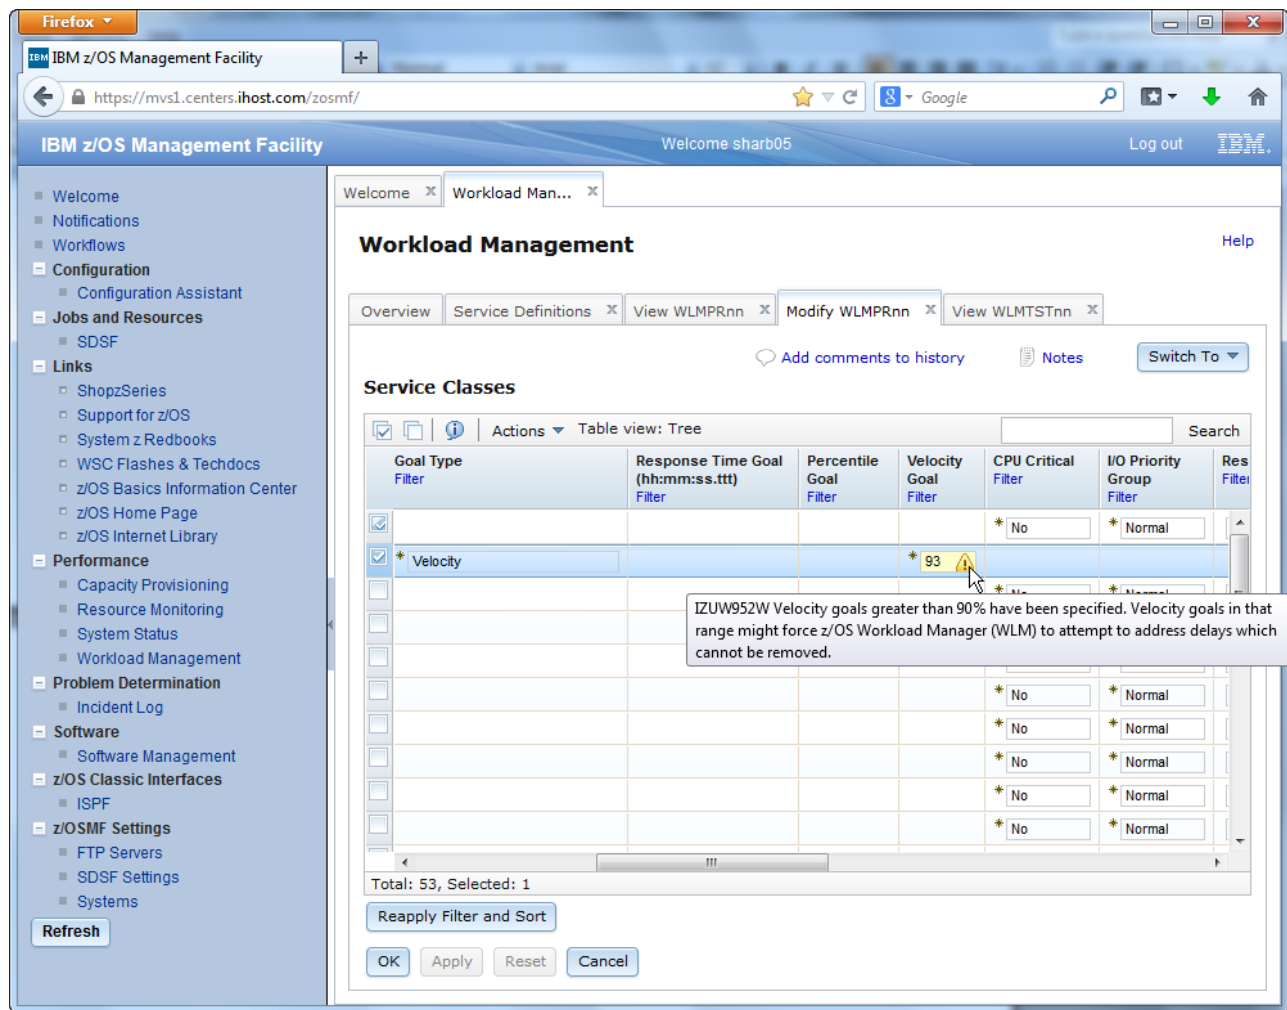 Firefox
IBM IBM z/OS Management Facility
+
https://mvs1.centers.ihost.com/zosmf/
8 Google
IBM z/OS Management Facility
Welcome sharb05
Log out
IBM.
Welcome
Notifications
Workflows
Configuration
Configuration Assistant
Jobs and Resources
SDSF
Links
ShopzSeries
Support for z/OS
System z Redbooks
WSC Flashes & Techdocs
z/OS Basics Information Center
z/OS Home Page
z/OS Internet Library
Performance
Capacity Provisioning
Resource Monitoring
System Status
Workload Management
Problem Determination
Incident Log
Software
Software Management
z/OS Classic Interfaces
ISPF
z/OSMF Settings
FTP Servers
SDSF Settings
Systems
Refresh
Welcome x Workload Man... x
Workload Management
Help
Overview Service Definitions x View WLMPRnn x Modify WLMPRnn x View WLMTSTnn x
Add comments to history Notes Switch To
Service Classes
Actions Table view: Tree Search
Goal Type Response Time Goal Percentile Velocity CPU Critical I/O Priority Res
Filter (hh:mm:ss.ttt) Goal Goal Filter Group Filter
Filter Filter Filter Filter
* No * Normal
* Velocity * 93
IZUW952W Velocity goals greater than 90% have been specified. Velocity goals in that
range might force z/OS Workload Manager (WLM) to attempt to address delays which
cannot be removed.
* No * Normal
* No * Normal
* No * Normal
* No * Normal
* No * Normal
Total: 53, Selected: 1
Reapply Filter and Sort
OK Apply Reset Cancel